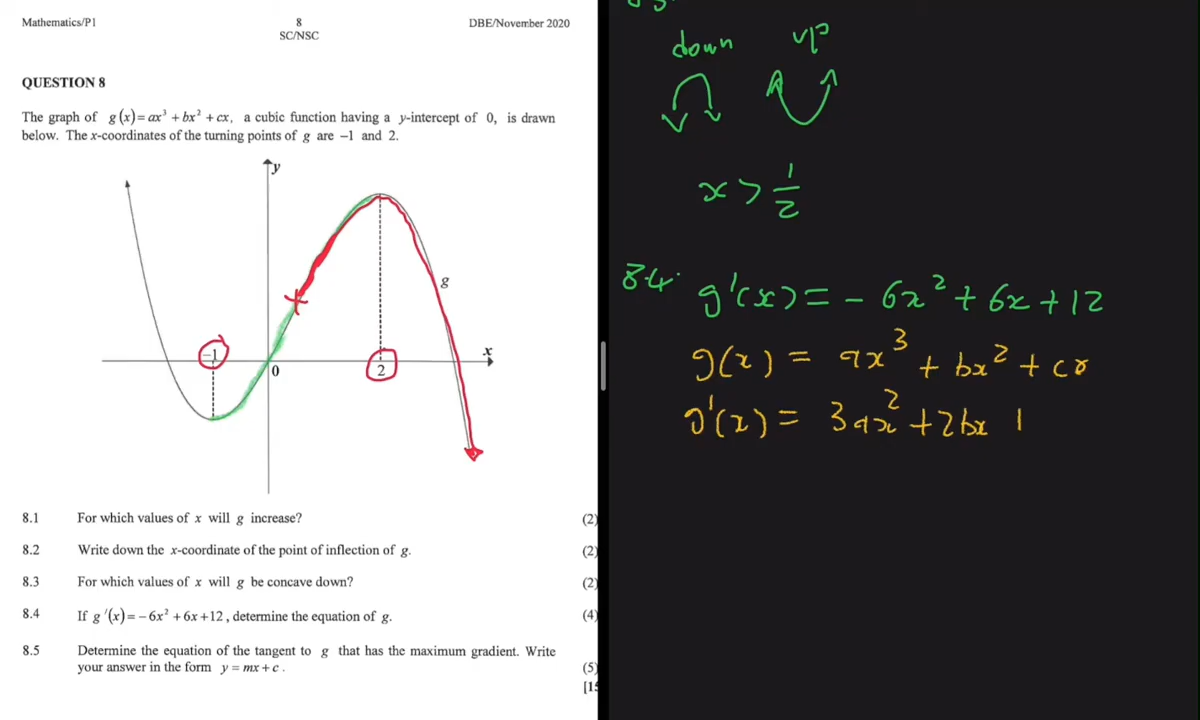 Mathematics/P1
8
SC/NSC
DBE/November 2020
QUESTION 8
The graph of g(x) = ax³ + bx² + cx, a cubic function having a y-intercept of 0, is drawn
below. The x-coordinates of the turning points of g are −1 and 2.
y
g
x
−1
0
2
8.1 For which values of x will g increase? (2)
8.2 Write down the x-coordinate of the point of inflection of g. (2)
8.3 For which values of x will g be concave down? (2)
8.4 If g′(x) = −6x² + 6x + 12, determine the equation of g. (4)
8.5 Determine the equation of the tangent to g that has the maximum gradient. Write
your answer in the form y = mx + c. (5)
down up
x > 1/2
8.4. g'(x) = −6x² + 6x + 12
g(x) = ax³ + bx² + cx
g'(x) = 3ax² + 2bx